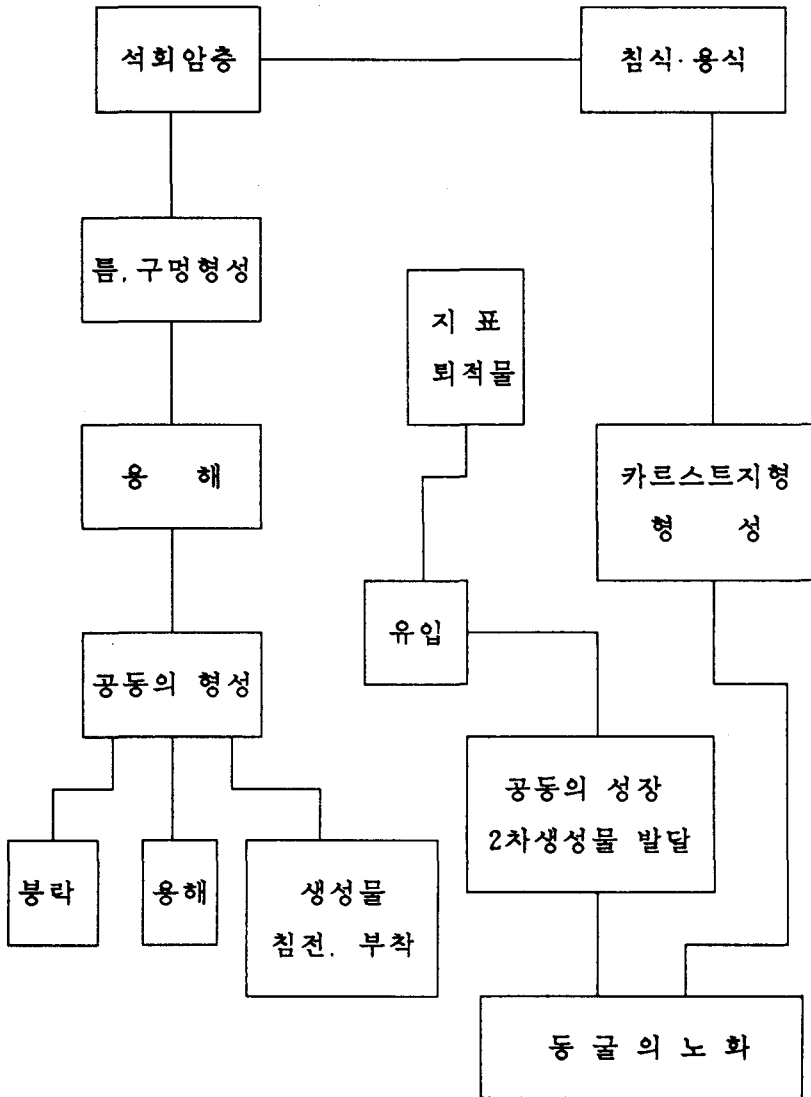 석회암층
침식·용식
틈, 구멍형성
지 표
퇴적물
용 해
카르스트지형
형 성
유입
공동의 형성
공동의 성장
2차생성물 발달
붕락
용해
생성물
침전. 부착
동 굴 의 노 화